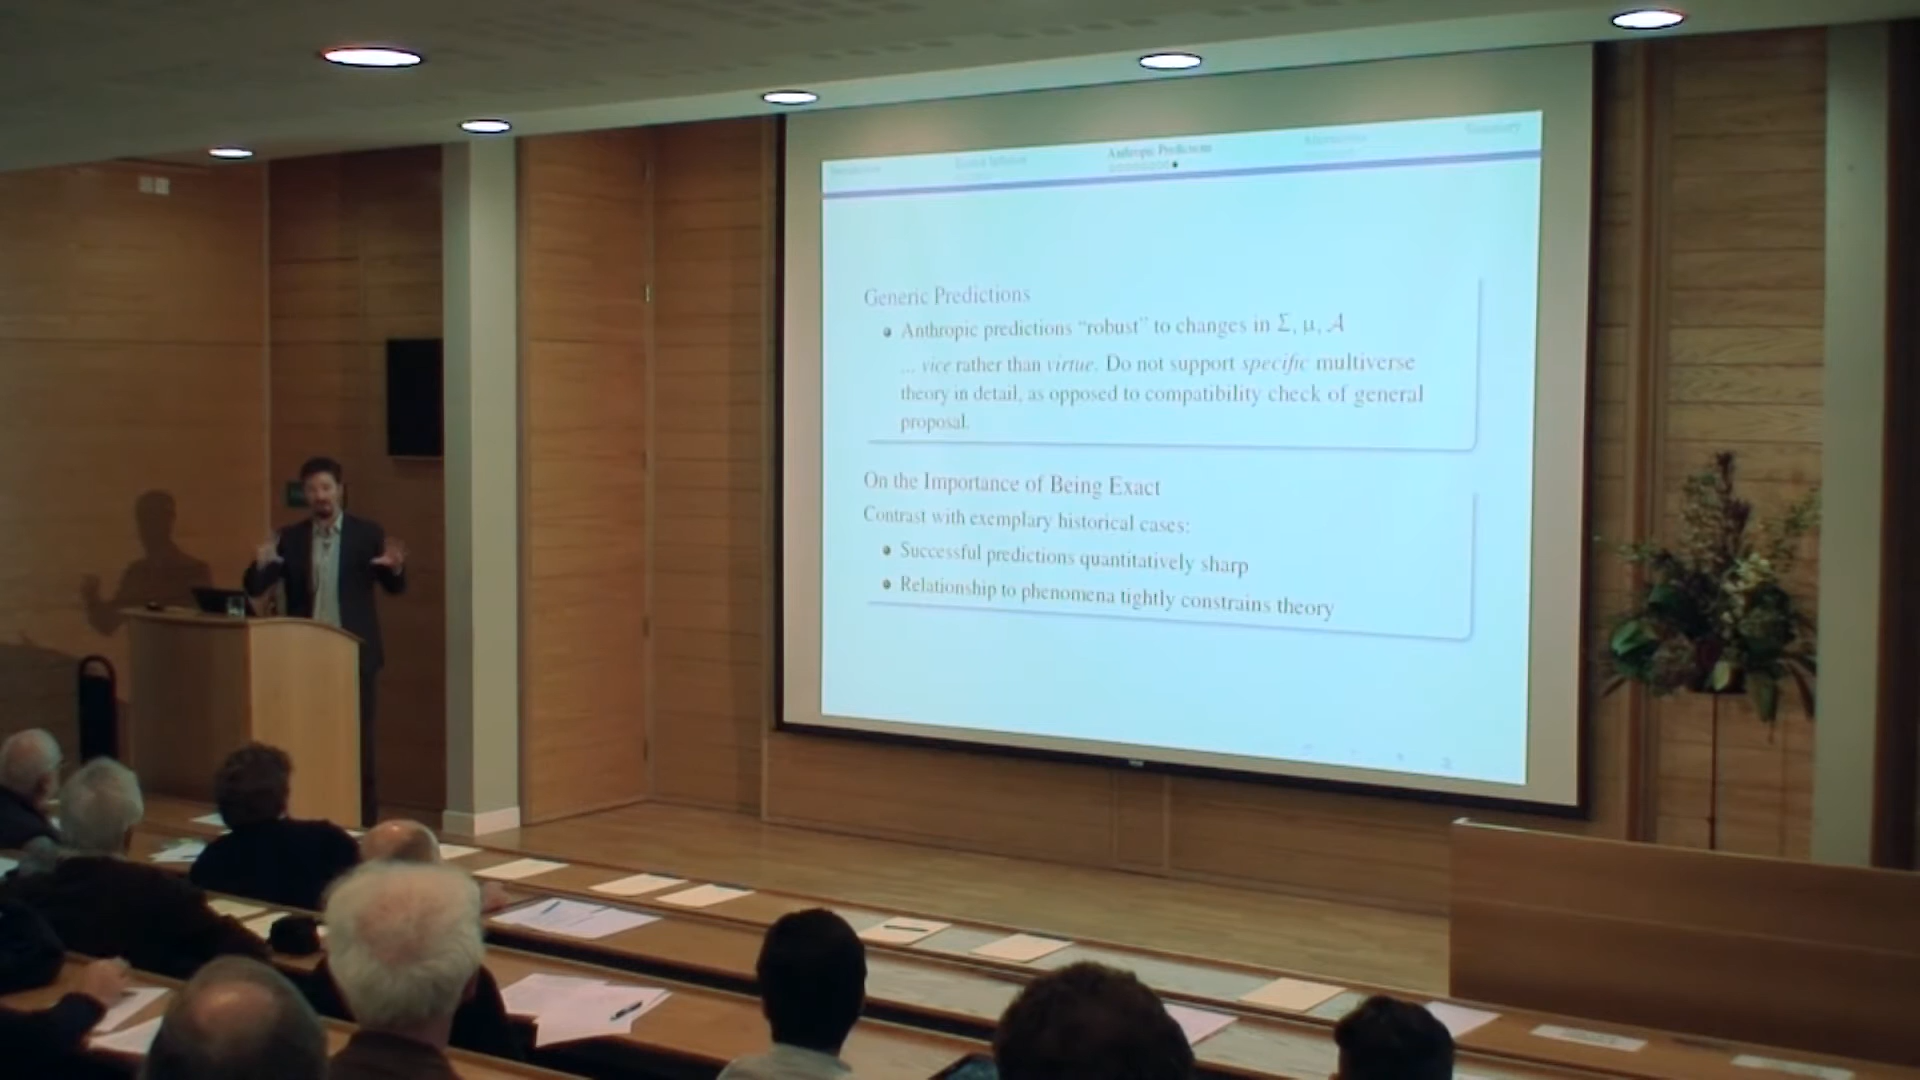 Anthropic Predictions
Generic Predictions
Anthropic predictions "robust" to changes in Σ, μ, 𝒜
... vice rather than virtue. Do not support specific multiverse
theory in detail, as opposed to compatibility check of general
proposal.
On the Importance of Being Exact
Contrast with exemplary historical cases:
Successful predictions quantitatively sharp
Relationship to phenomena tightly constrains theory